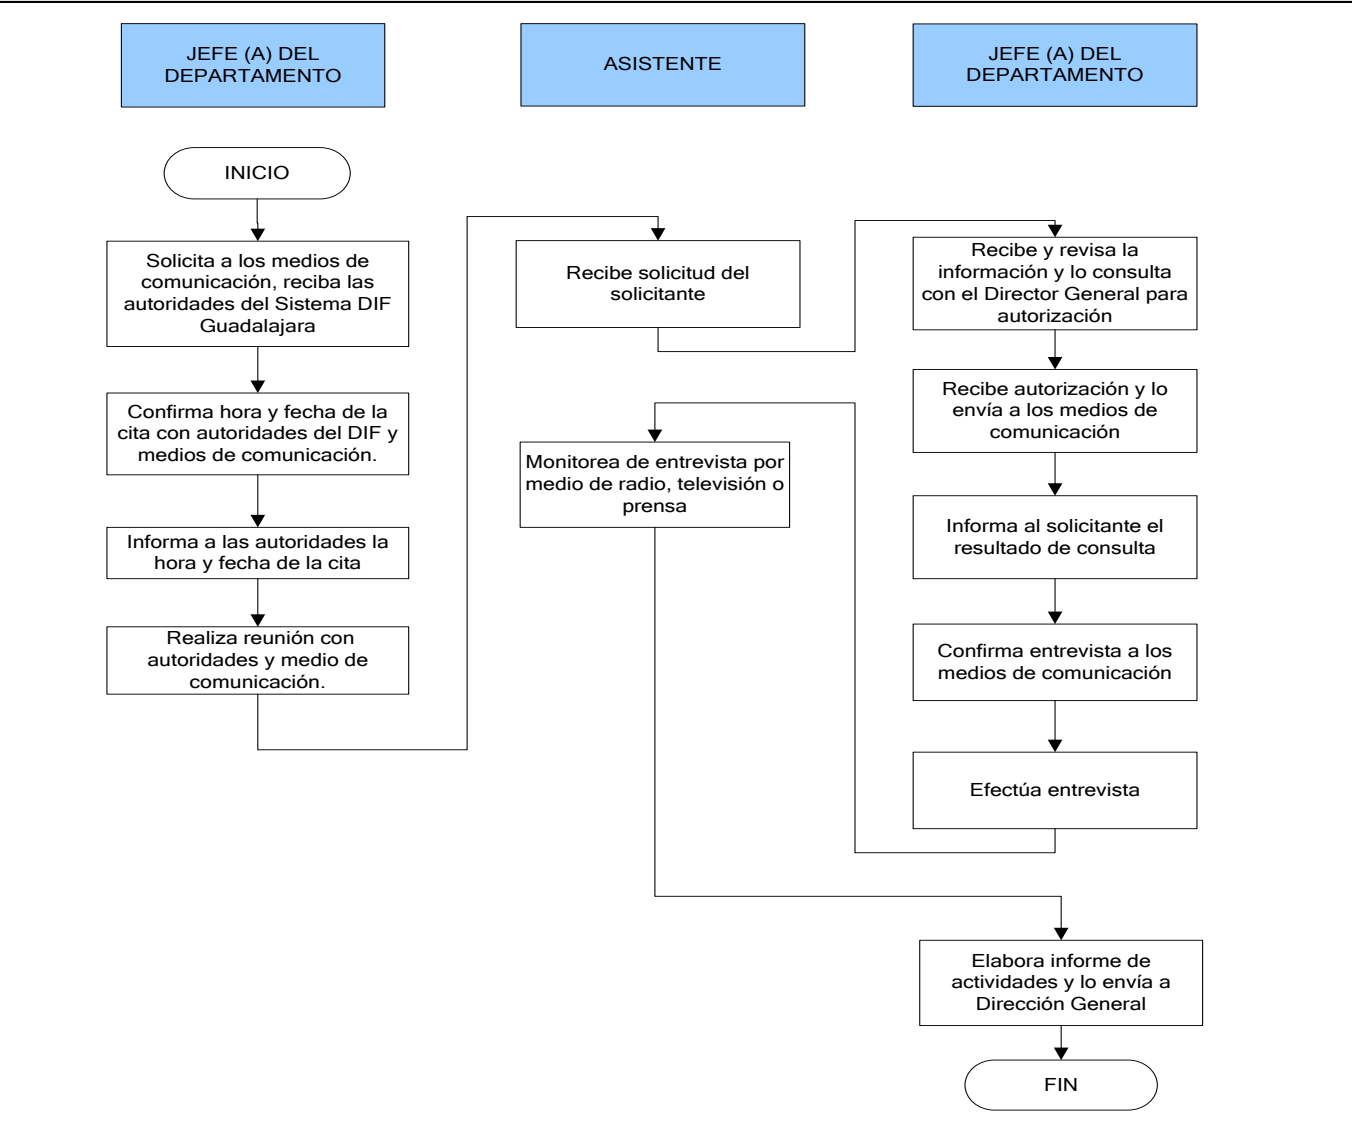 JEFE (A) DEL
DEPARTAMENTO
ASISTENTE
JEFE (A) DEL
DEPARTAMENTO
INICIO
Solicita a los medios de
comunicación, reciba las
autoridades del Sistema DIF
Guadalajara
Confirma hora y fecha de la
cita con autoridades del DIF y
medios de comunicación.
Informa a las autoridades la
hora y fecha de la cita
Realiza reunión con
autoridades y medio de
comunicación.
Recibe solicitud del
solicitante
Recibe y revisa la
información y lo consulta
con el Director General para
autorización
Recibe autorización y lo
envía a los medios de
comunicación
Informa al solicitante el
resultado de consulta
Confirma entrevista a los
medios de comunicación
Efectúa entrevista
Monitorea de entrevista por
medio de radio, televisión o
prensa
Elabora informe de
actividades y lo envía a
Dirección General
FIN